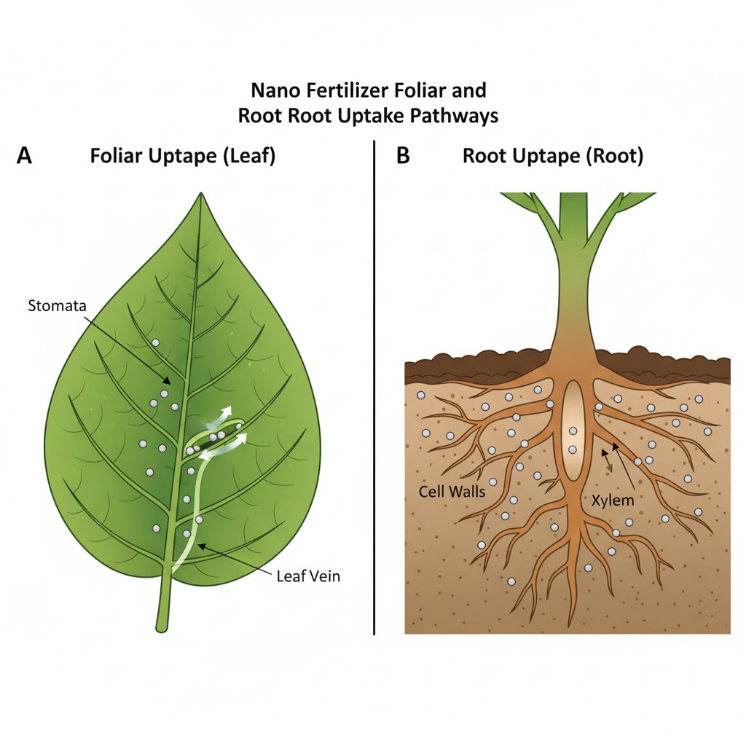 Nano Fertilizer Foliar and
Root Root Uptake Pathways
A
Foliar Uptape (Leaf)
B
Root Uptape (Root)
Stomata
Leaf Vein
Cell Walls
Xylem